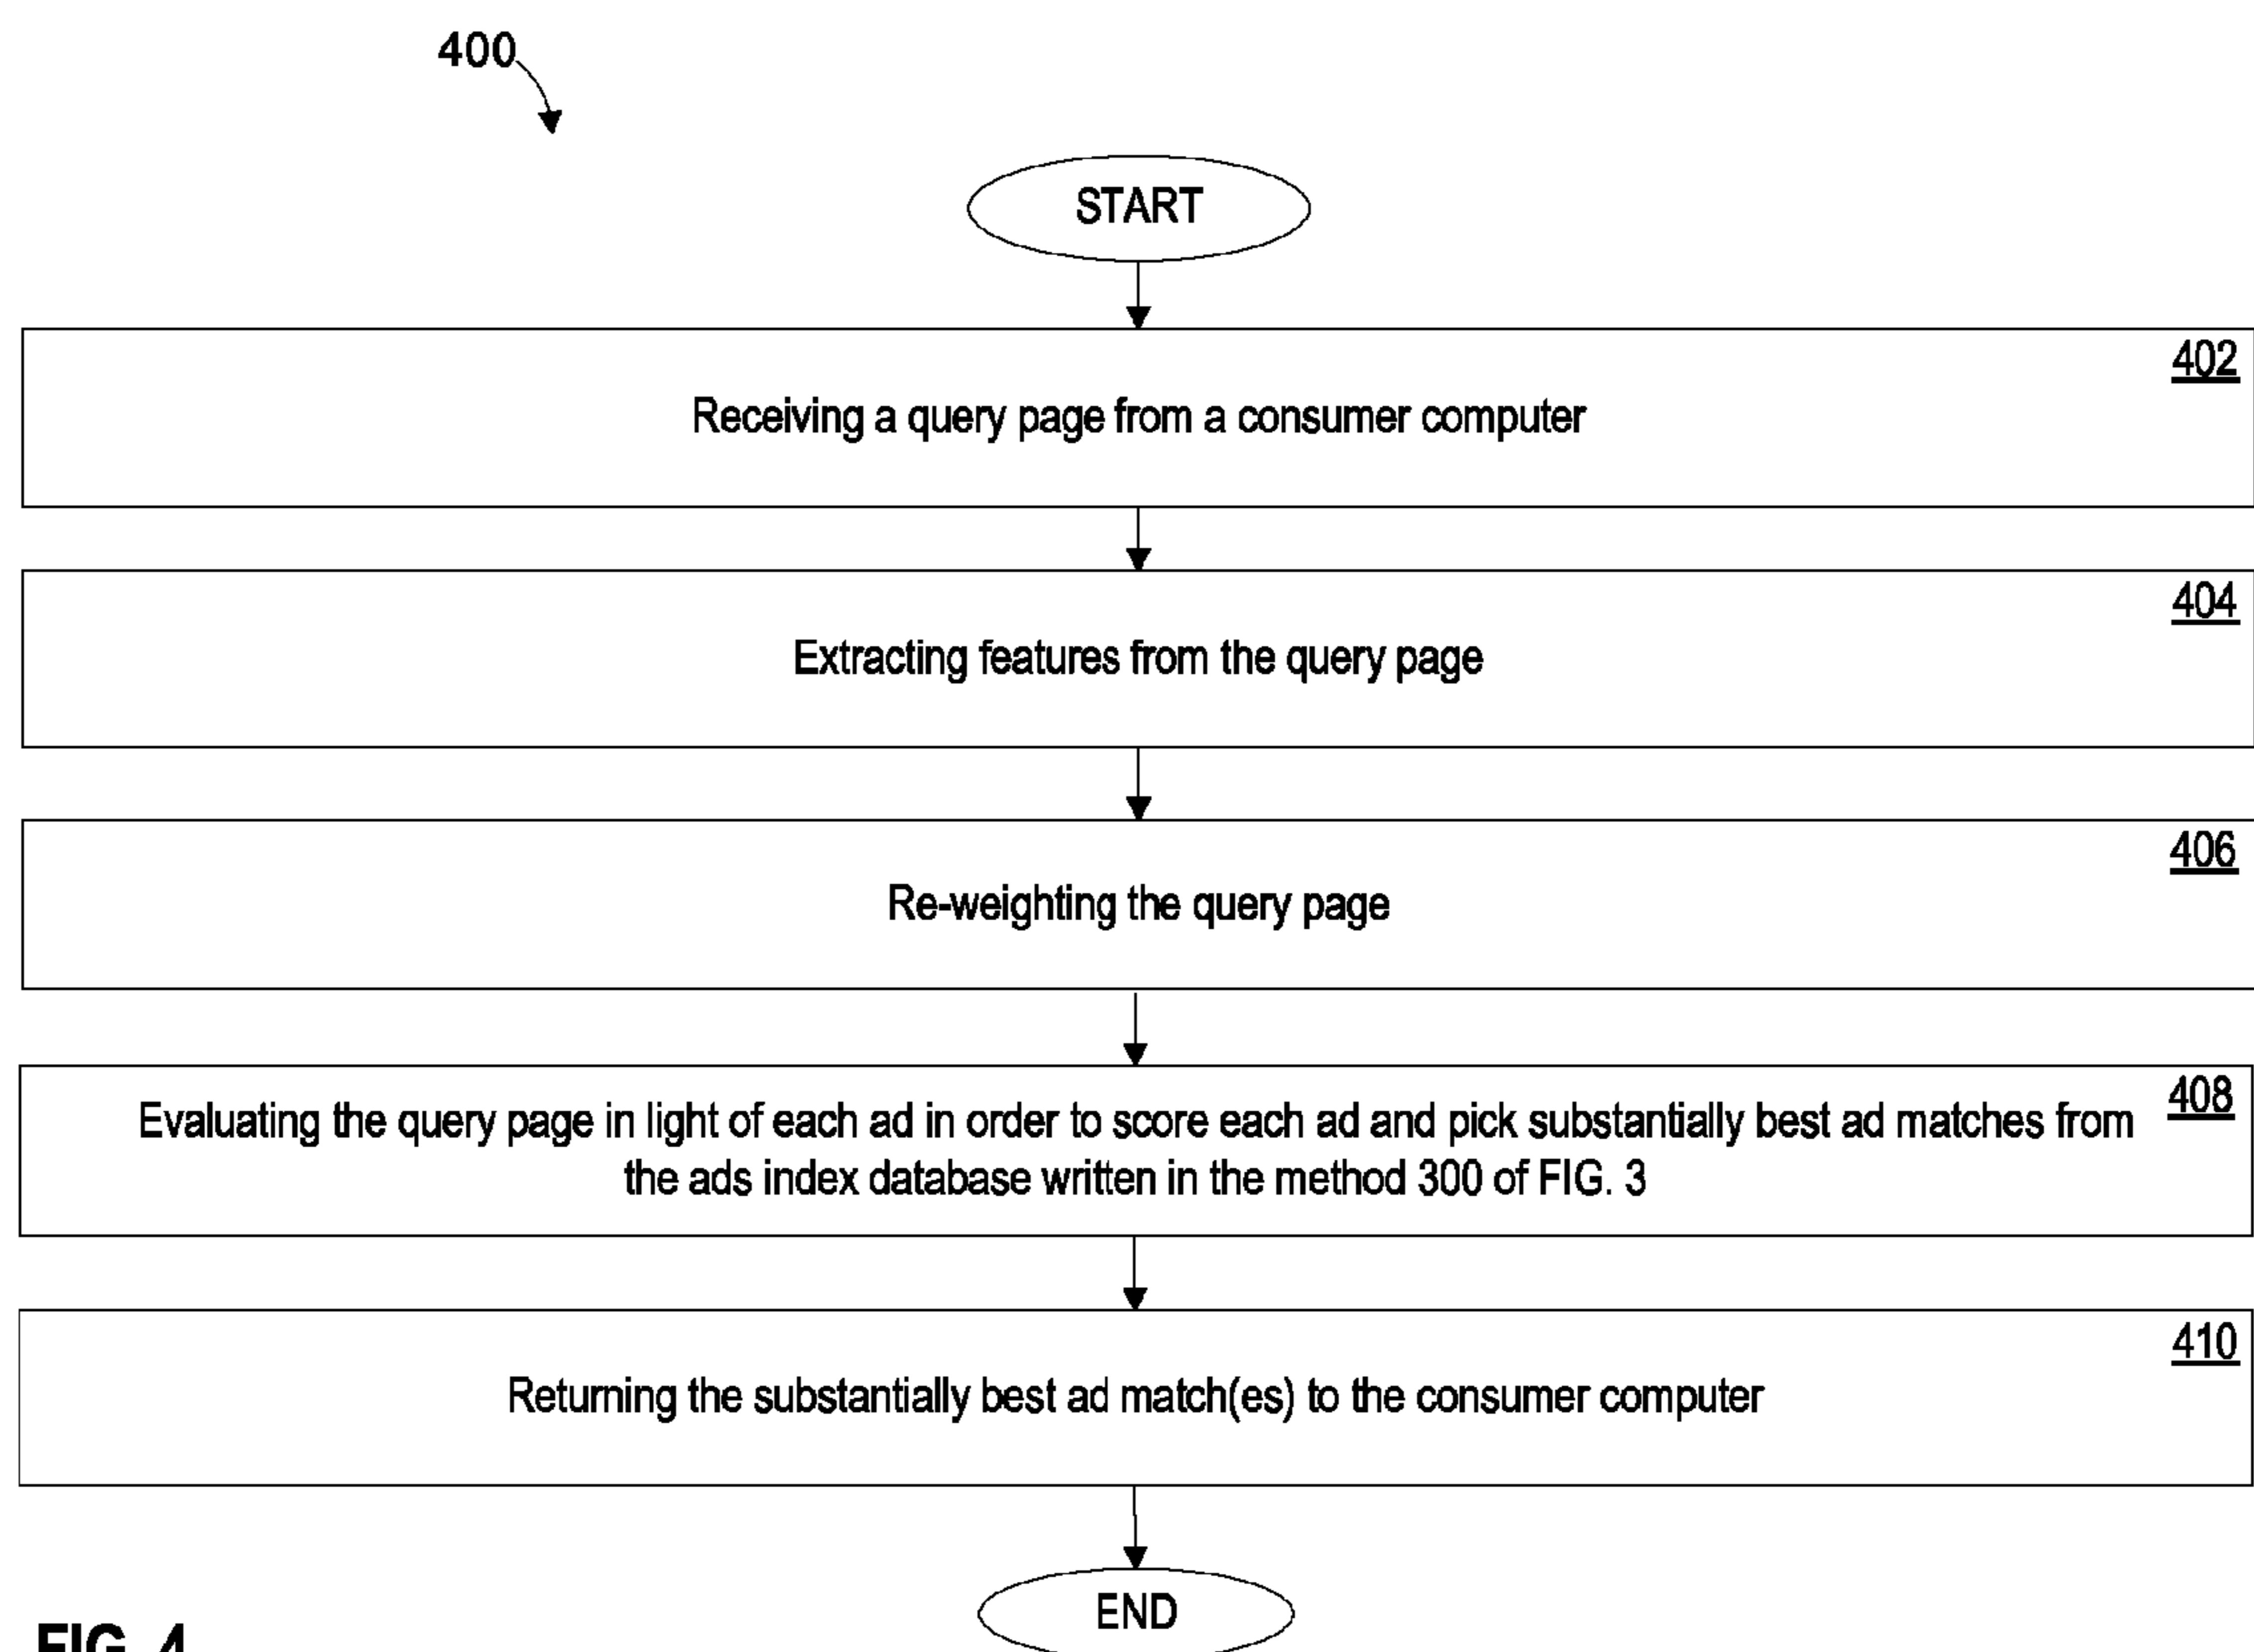 400
START
402
Receiving a query page from a consumer computer
404
Extracting features from the query page
406
Re-weighting the query page
408
Evaluating the query page in light of each ad in order to score each ad and pick substantially best ad matches from
the ads index database written in the method 300 of FIG. 3
410
Returning the substantially best ad match(es) to the consumer computer
END
FIG. 4